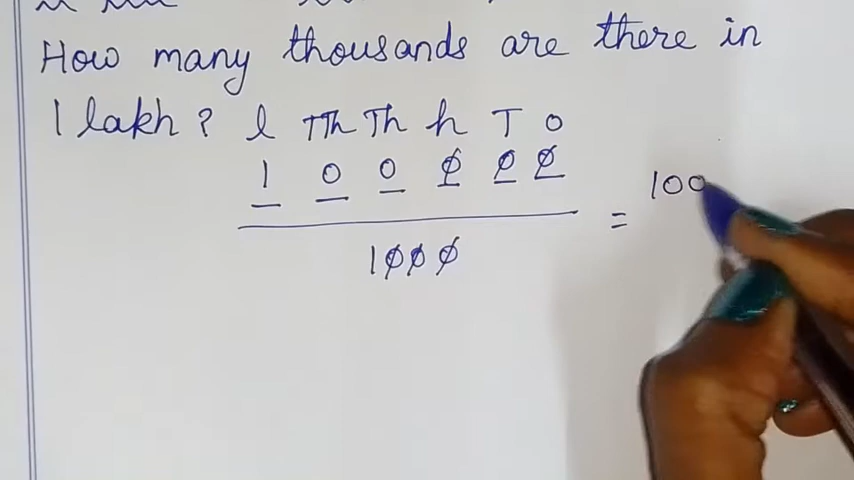 How many thousands are there in
1 lakh ? l TTh Th h T O
1 0 0 0 0 0
1000 = 100